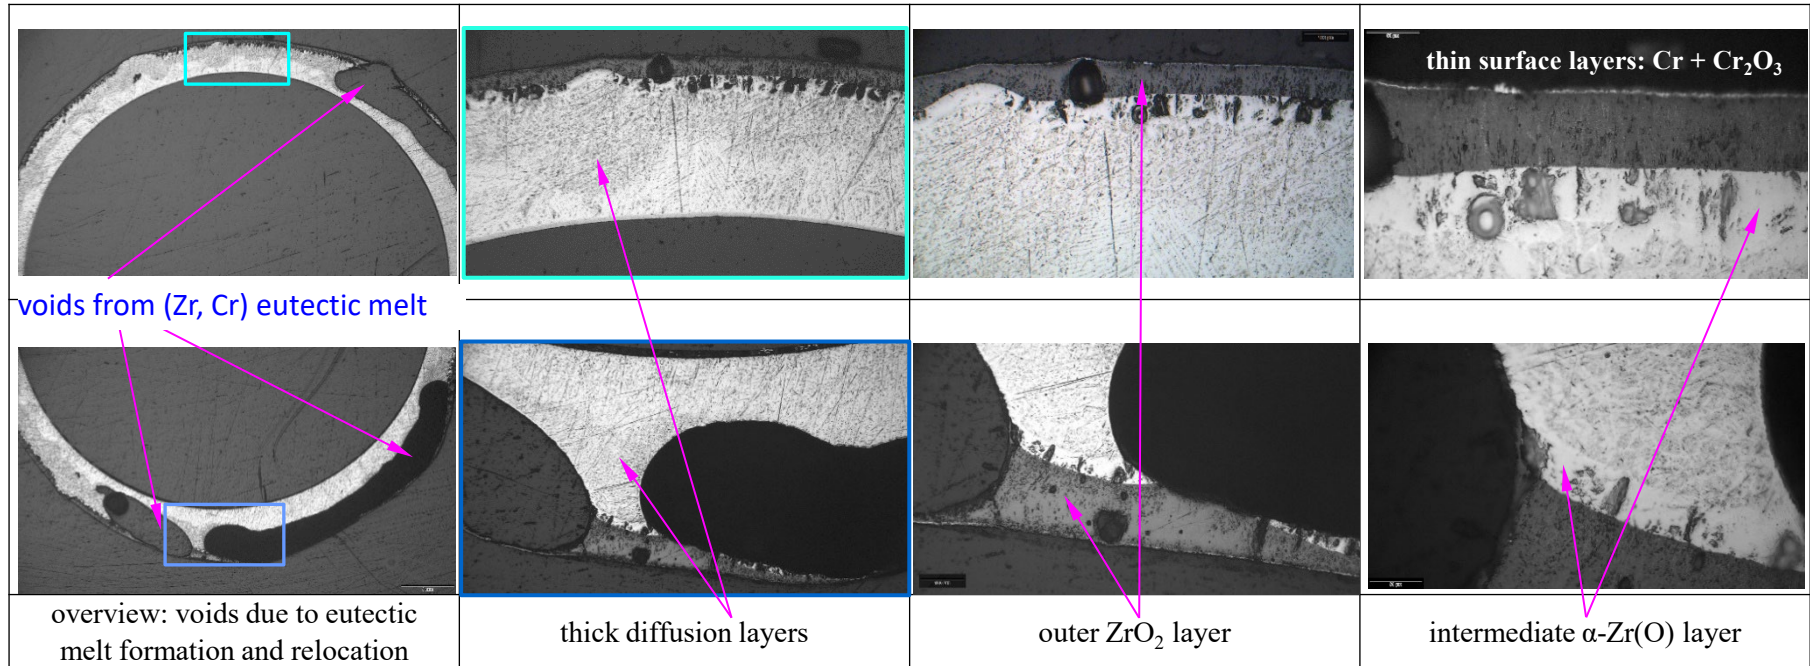 thin surface layers: Cr + Cr₂O₃
voids from (Zr, Cr) eutectic melt
overview: voids due to eutectic
melt formation and relocation
thick diffusion layers
outer ZrO₂ layer
intermediate α-Zr(O) layer